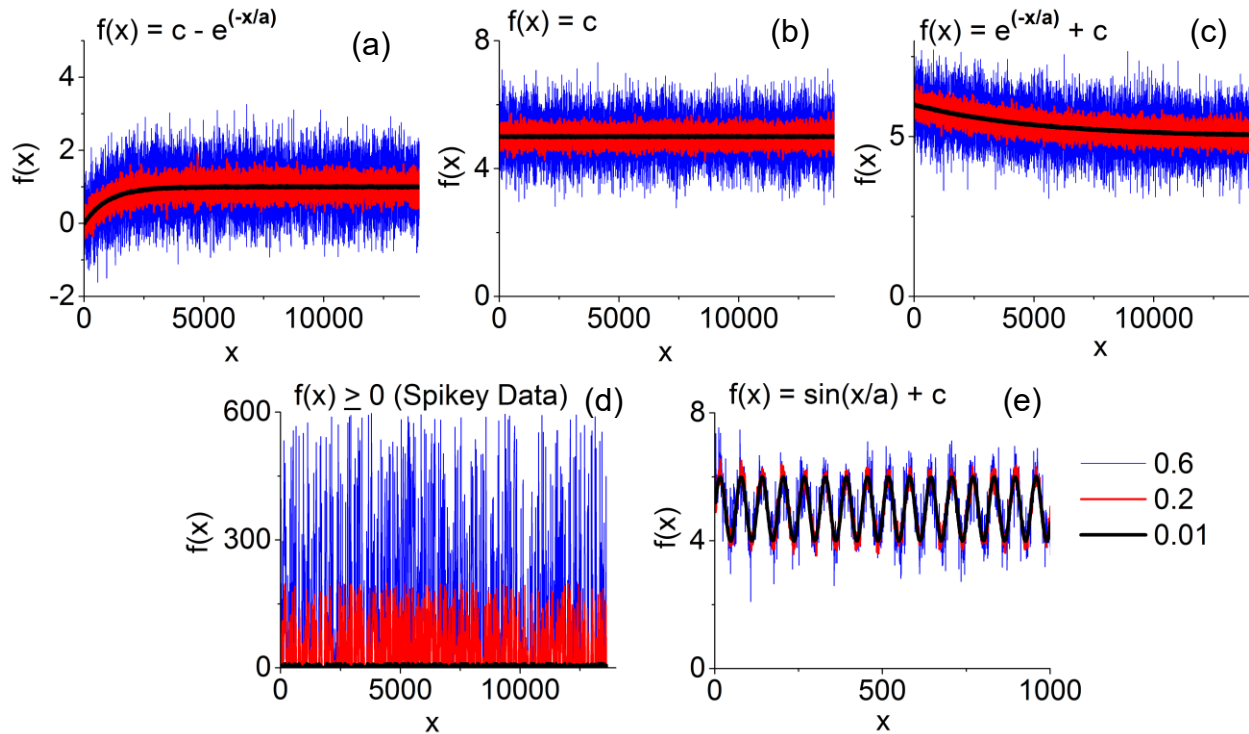 f(x) = c - e^(-x/a)
(a)
4
2
0
-2
f(x)
0
5000
10000
x
f(x) = c
(b)
8
4
0
f(x)
0
5000
10000
x
f(x) = e^(-x/a) + c
(c)
5
0
f(x)
0
5000
10000
x
f(x) ≥ 0 (Spikey Data)
(d)
600
300
0
f(x)
0
5000
10000
x
f(x) = sin(x/a) + c
(e)
8
4
0
f(x)
0
500
1000
x
0.6
0.2
0.01